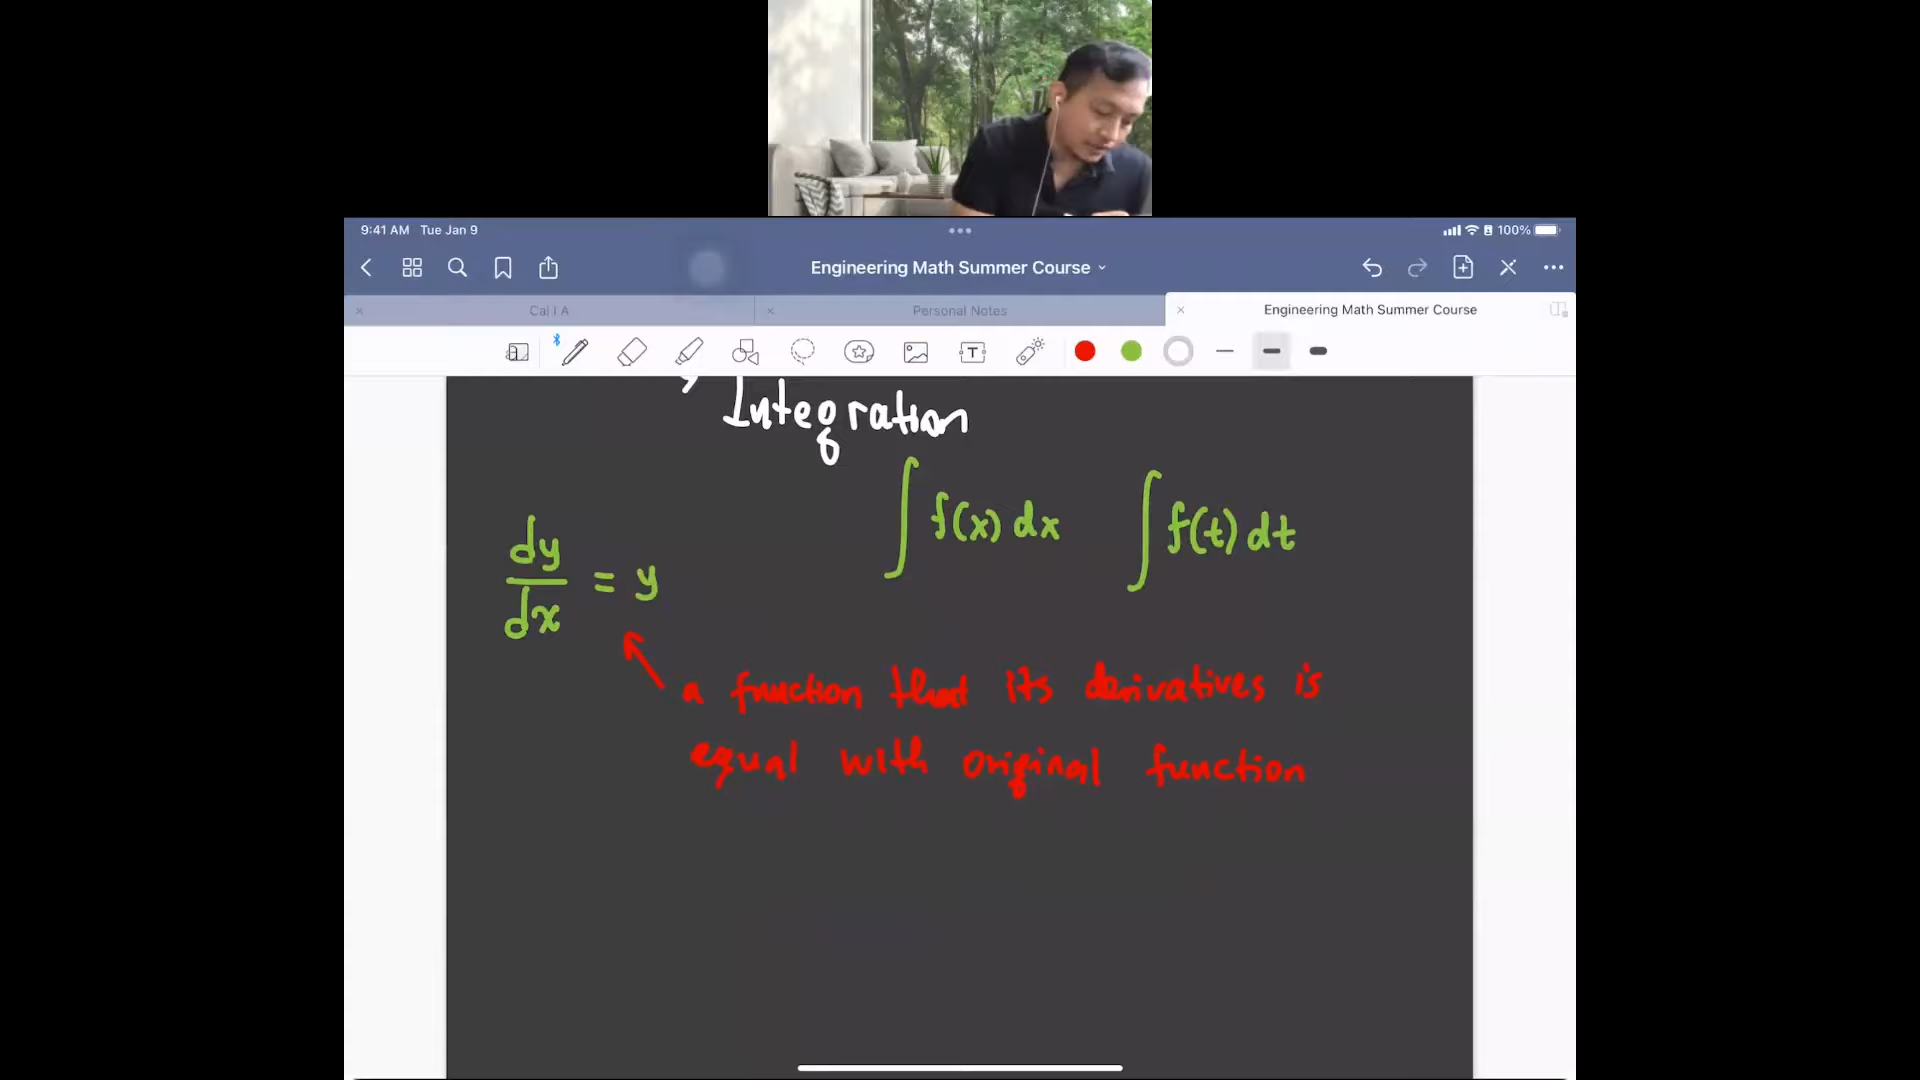 9:41 AM Tue Jan 9
100%
Engineering Math Summer Course
Cal I A
Personal Notes
Engineering Math Summer Course
T
Integration
∫ f(x) dx ∫ f(t) dt
dy/dx = y
a function that its derivatives is
equal with original function